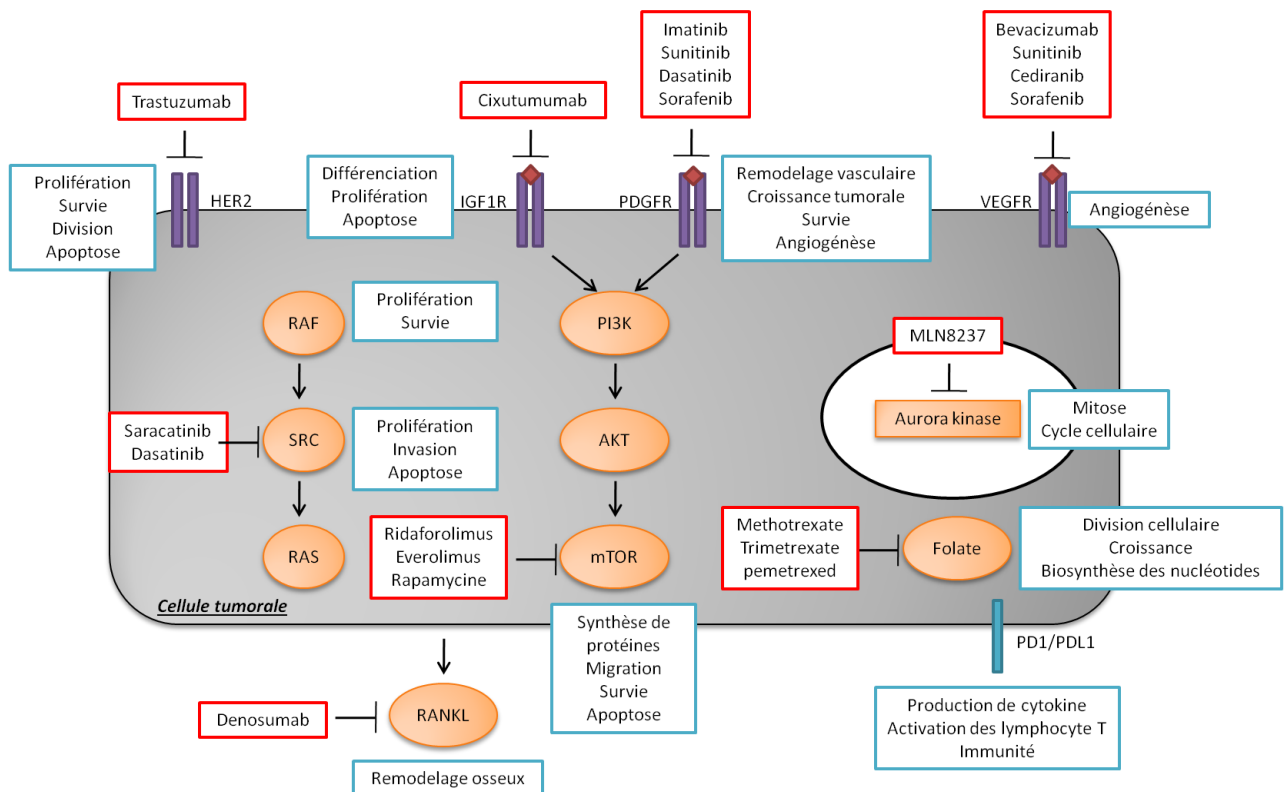 Imatinib
Sunitinib
Dasatinib
Sorafenib
Bevacizumab
Sunitinib
Cediranib
Sorafenib
Trastuzumab
Cixutumumab
Prolifération
Survie
Division
Apoptose
HER2
Différenciation
Prolifération
Apoptose
IGF1R
PDGFR
Remodelage vasculaire
Croissance tumorale
Survie
Angiogénèse
VEGFR
Angiogénèse
RAF
Prolifération
Survie
PI3K
MLN8237
Aurora kinase
Mitose
Cycle cellulaire
Saracatinib
Dasatinib
SRC
Prolifération
Invasion
Apoptose
AKT
RAS
Ridaforolimus
Everolimus
Rapamycine
mTOR
Methotrexate
Trimetrexate
pemetrexed
Folate
Division cellulaire
Croissance
Biosynthèse des nucléotides
Cellule tumorale
Synthèse de
protéines
Migration
Survie
Apoptose
PD1/PDL1
Denosumab
RANKL
Remodelage osseux
Production de cytokine
Activation des lymphocyte T
Immunité